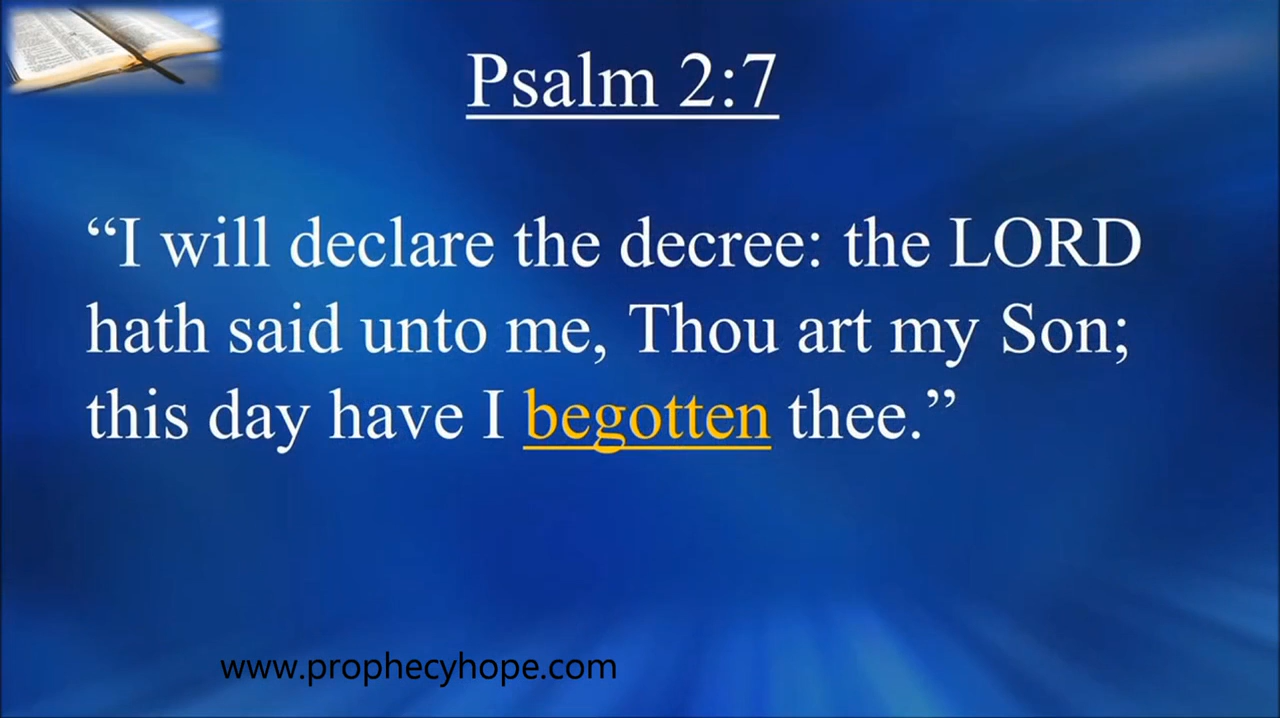 Psalm 2:7
“I will declare the decree: the LORD
hath said unto me, Thou art my Son;
this day have I begotten thee.”
www.prophecyhope.com